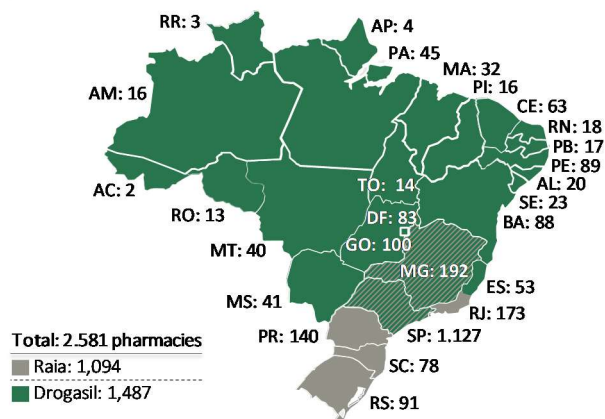 RR: 3
AP: 4
PA: 45
MA: 32
PI: 16
AM: 16
CE: 63
RN: 18
PB: 17
PE: 89
AL: 20
SE: 23
BA: 88
AC: 2
TO: 14
RO: 13
DF: 83
MT: 40
GO: 100
MG: 192
ES: 53
MS: 41
RJ: 173
PR: 140
SP: 1.127
SC: 78
RS: 91
Total: 2.581 pharmacies
Raia: 1,094
Drogasil: 1,487